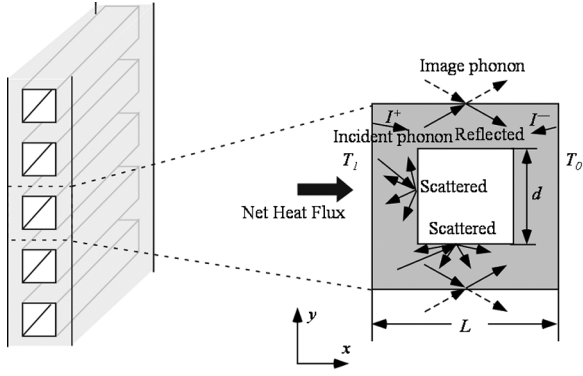 Image phonon
I+
I−
Incident phonon
Reflected
T1
T0
Scattered
d
Net Heat Flux
Scattered
y
x
L